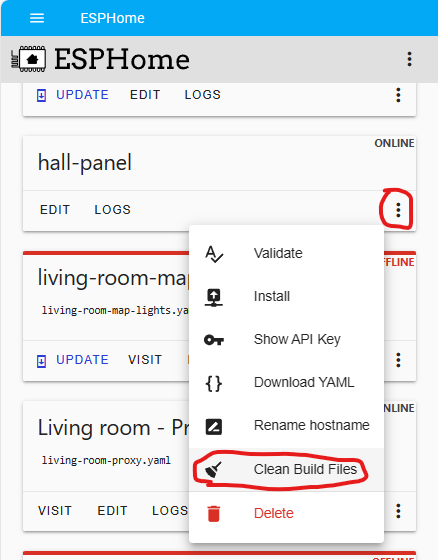 ESPHome
ESPHome
UPDATE EDIT LOGS
ONLINE
hall-panel
EDIT LOGS
Validate
Install
Show API Key
Download YAML
Rename hostname
Clean Build Files
Delete
FFLINE
living-room-map
living-room-map-lights.ya
UPDATE VISIT
ONLINE
Living room - Pr
living-room-proxy.yaml
VISIT EDIT LOGS